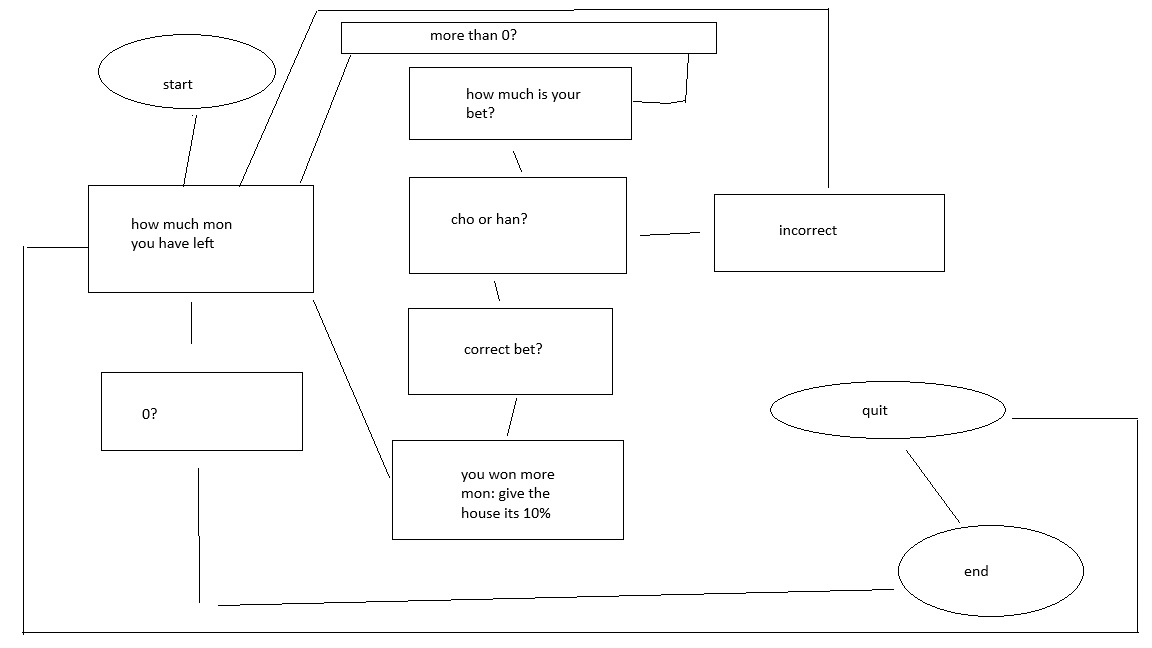 more than 0?
start
how much is your
bet?
how much mon
you have left
cho or han?
incorrect
correct bet?
0?
quit
you won more
mon: give the
house its 10%
end